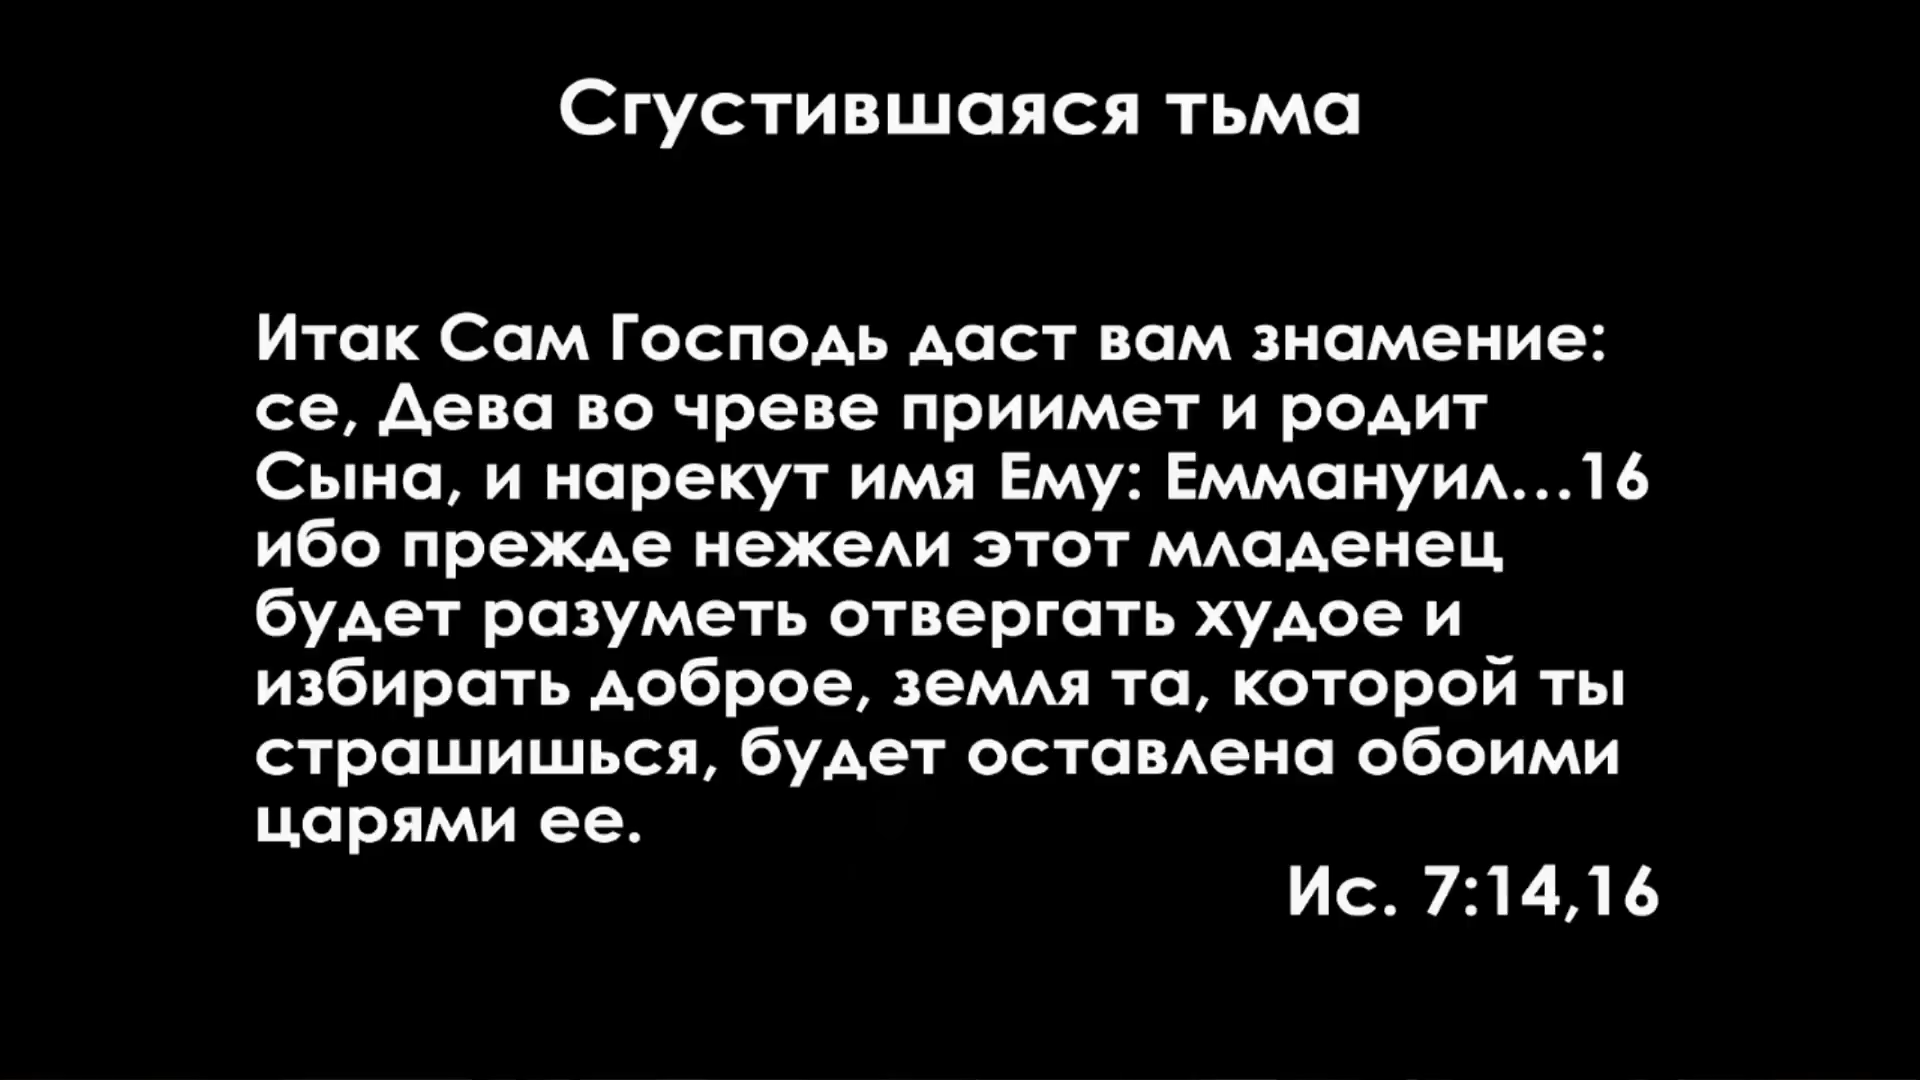 Сгустившаяся тьма
Итак Сам Господь даст вам знамение:
се, Дева во чреве приимет и родит
Сына, и нарекут имя Ему: Еммануил...16
ибо прежде нежели этот младенец
будет разуметь отвергать худое и
избирать доброе, земля та, которой ты
страшишься, будет оставлена обоими
царями ее.
Ис. 7:14,16